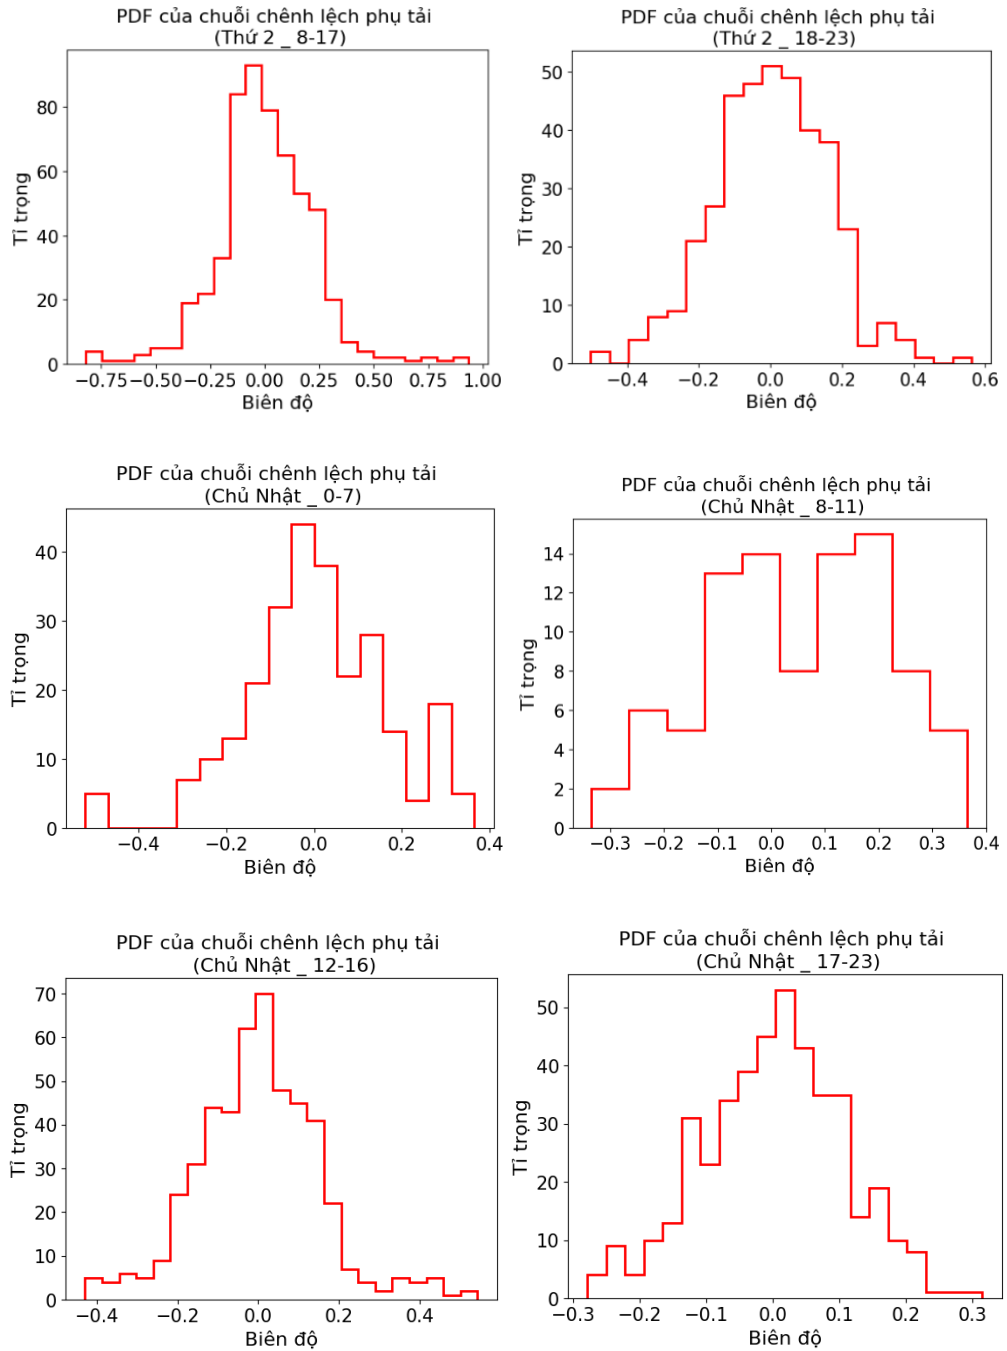 PDF của chuỗi chênh lệch phụ tải
(Thứ 2 _ 8-17)
Tỉ trọng
80
60
40
20
0
−0.75 −0.50 −0.25 0.00 0.25 0.50 0.75 1.00
Biên độ
PDF của chuỗi chênh lệch phụ tải
(Thứ 2 _ 18-23)
Tỉ trọng
50
40
30
20
10
0
−0.4 −0.2 0.0 0.2 0.4 0.6
Biên độ
PDF của chuỗi chênh lệch phụ tải
(Chủ Nhật _ 0-7)
Tỉ trọng
40
30
20
10
0
−0.4 −0.2 0.0 0.2 0.4
Biên độ
PDF của chuỗi chênh lệch phụ tải
(Chủ Nhật _ 8-11)
Tỉ trọng
14
12
10
8
6
4
2
0
−0.3 −0.2 −0.1 0.0 0.1 0.2 0.3 0.4
Biên độ
PDF của chuỗi chênh lệch phụ tải
(Chủ Nhật _ 12-16)
Tỉ trọng
70
60
50
40
30
20
10
0
−0.4 −0.2 0.0 0.2 0.4
Biên độ
PDF của chuỗi chênh lệch phụ tải
(Chủ Nhật _ 17-23)
Tỉ trọng
50
40
30
20
10
0
−0.3 −0.2 −0.1 0.0 0.1 0.2 0.3
Biên độ